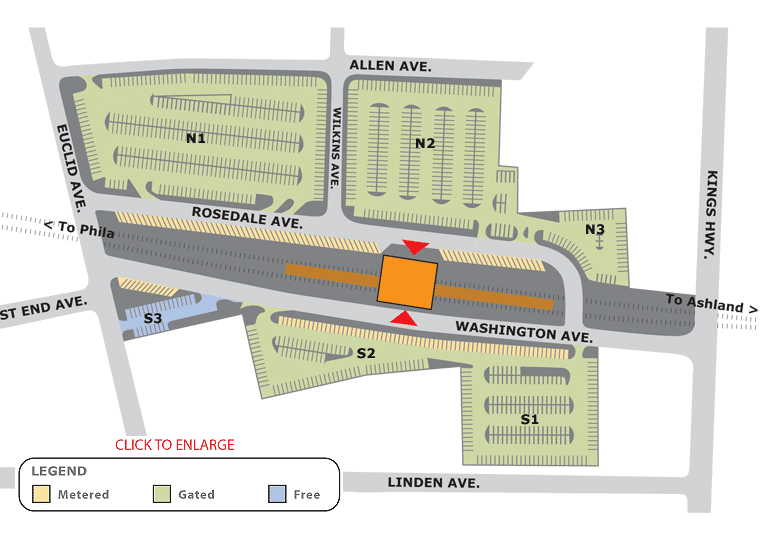 ALLEN AVE.
EUCLID AVE.
WILKINS AVE.
N1
N2
KINGS HWY.
ROSEDALE AVE.
N3
< To Phila
To Ashland >
ST END AVE.
S3
WASHINGTON AVE.
S2
S1
CLICK TO ENLARGE
LEGEND
Metered
Gated
Free
LINDEN AVE.